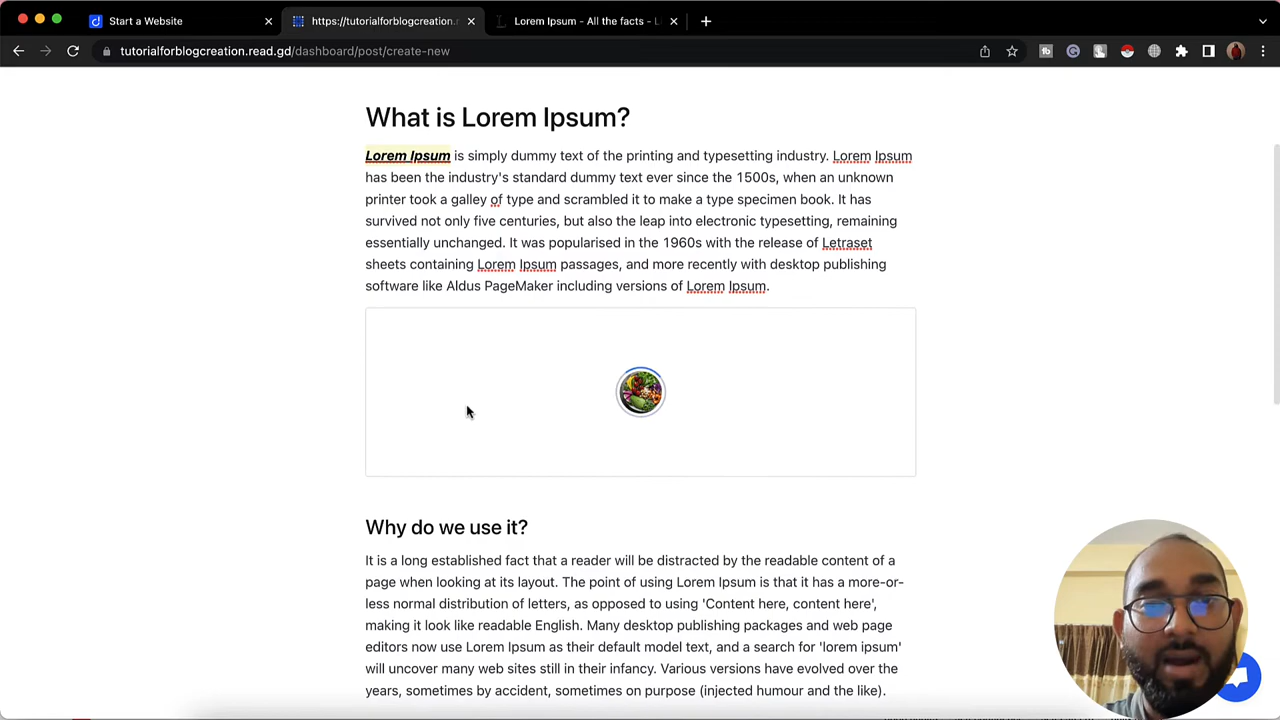 Start a Website
https://tutorialforblogcreation.r
Lorem Ipsum - All the facts - L
tutorialforblogcreation.read.gd/dashboard/post/create-new
What is Lorem Ipsum?
Lorem Ipsum is simply dummy text of the printing and typesetting industry. Lorem Ipsum
has been the industry's standard dummy text ever since the 1500s, when an unknown
printer took a galley of type and scrambled it to make a type specimen book. It has
survived not only five centuries, but also the leap into electronic typesetting, remaining
essentially unchanged. It was popularised in the 1960s with the release of Letraset
sheets containing Lorem Ipsum passages, and more recently with desktop publishing
software like Aldus PageMaker including versions of Lorem Ipsum.
Why do we use it?
It is a long established fact that a reader will be distracted by the readable content of a
page when looking at its layout. The point of using Lorem Ipsum is that it has a more-or-
less normal distribution of letters, as opposed to using 'Content here, content here',
making it look like readable English. Many desktop publishing packages and web page
editors now use Lorem Ipsum as their default model text, and a search for 'lorem ipsum'
will uncover many web sites still in their infancy. Various versions have evolved over the
years, sometimes by accident, sometimes on purpose (injected humour and the like).